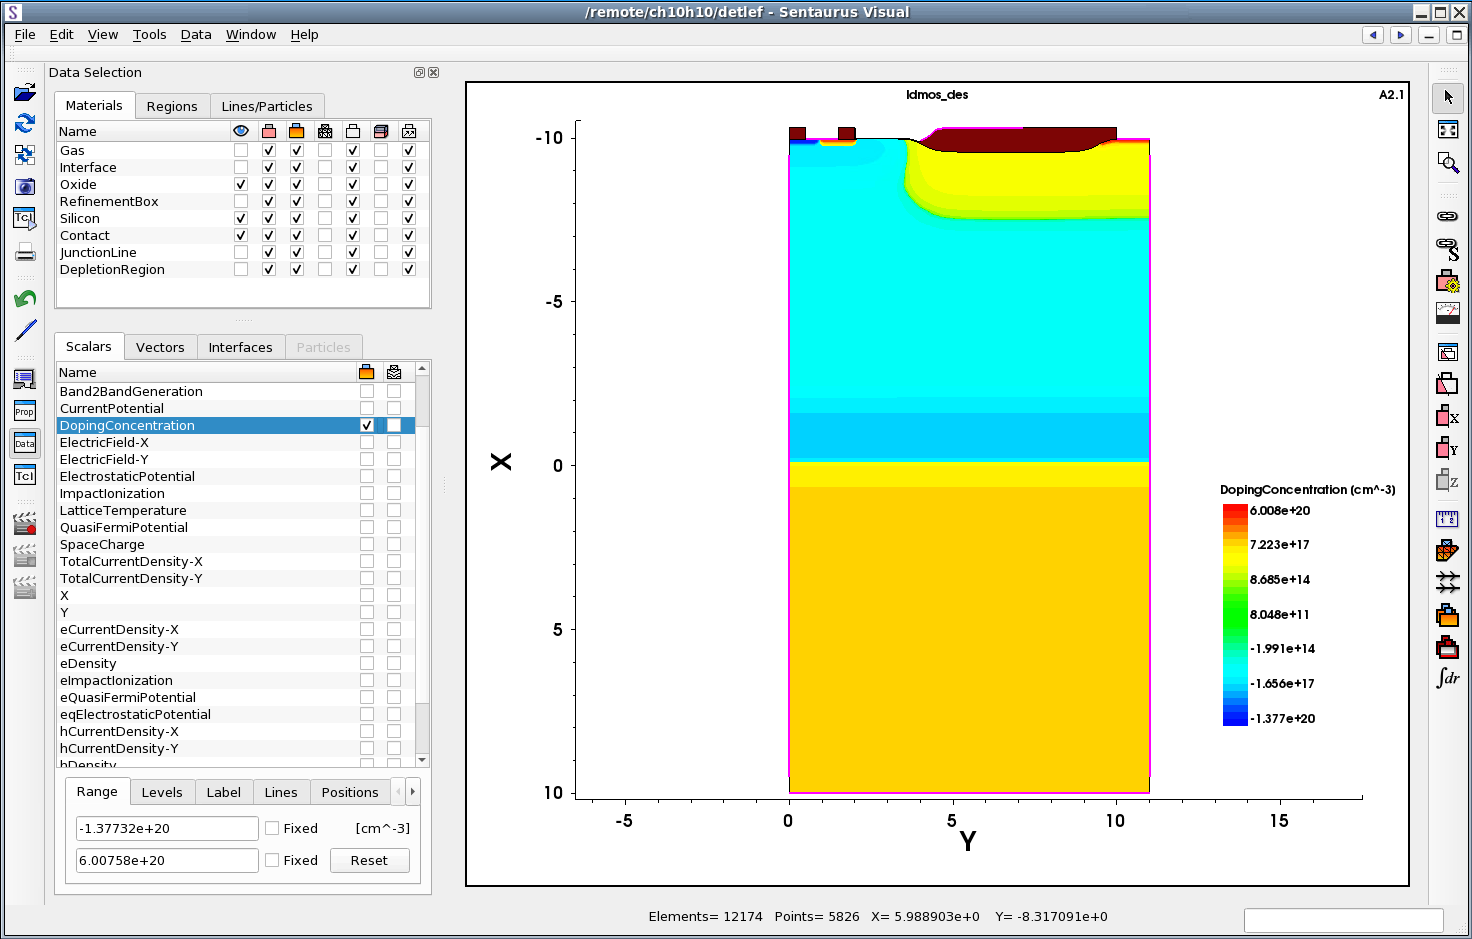 S
/remote/ch10h10/detlef - Sentaurus Visual
File Edit View Tools Data Window Help
Data Selection
Materials Regions Lines/Particles
Name
Gas
Interface
Oxide
RefinementBox
Silicon
Contact
JunctionLine
DepletionRegion
Scalars Vectors Interfaces Particles
Name
Band2BandGeneration
CurrentPotential
DopingConcentration
ElectricField-X
ElectricField-Y
ElectrostaticPotential
ImpactIonization
LatticeTemperature
QuasiFermiPotential
SpaceCharge
TotalCurrentDensity-X
TotalCurrentDensity-Y
X
Y
eCurrentDensity-X
eCurrentDensity-Y
eDensity
eImpactIonization
eQuasiFermiPotential
eqElectrostaticPotential
hCurrentDensity-X
hCurrentDensity-Y
hDensity
Range Levels Label Lines Positions
-1.37732e+20 Fixed [cm^-3]
6.00758e+20 Fixed Reset
Tcl
Prop
Data
Tcl
ldmos_des
A2.1
-10
-5
0
5
10
X
-5 0 5 10 15
Y
DopingConcentration (cm^-3)
6.008e+20
7.223e+17
8.685e+14
8.048e+11
-1.991e+14
-1.656e+17
-1.377e+20
S
X
Y
Z
1 2
∫dr
Elements= 12174 Points= 5826 X= 5.988903e+0 Y= -8.317091e+0